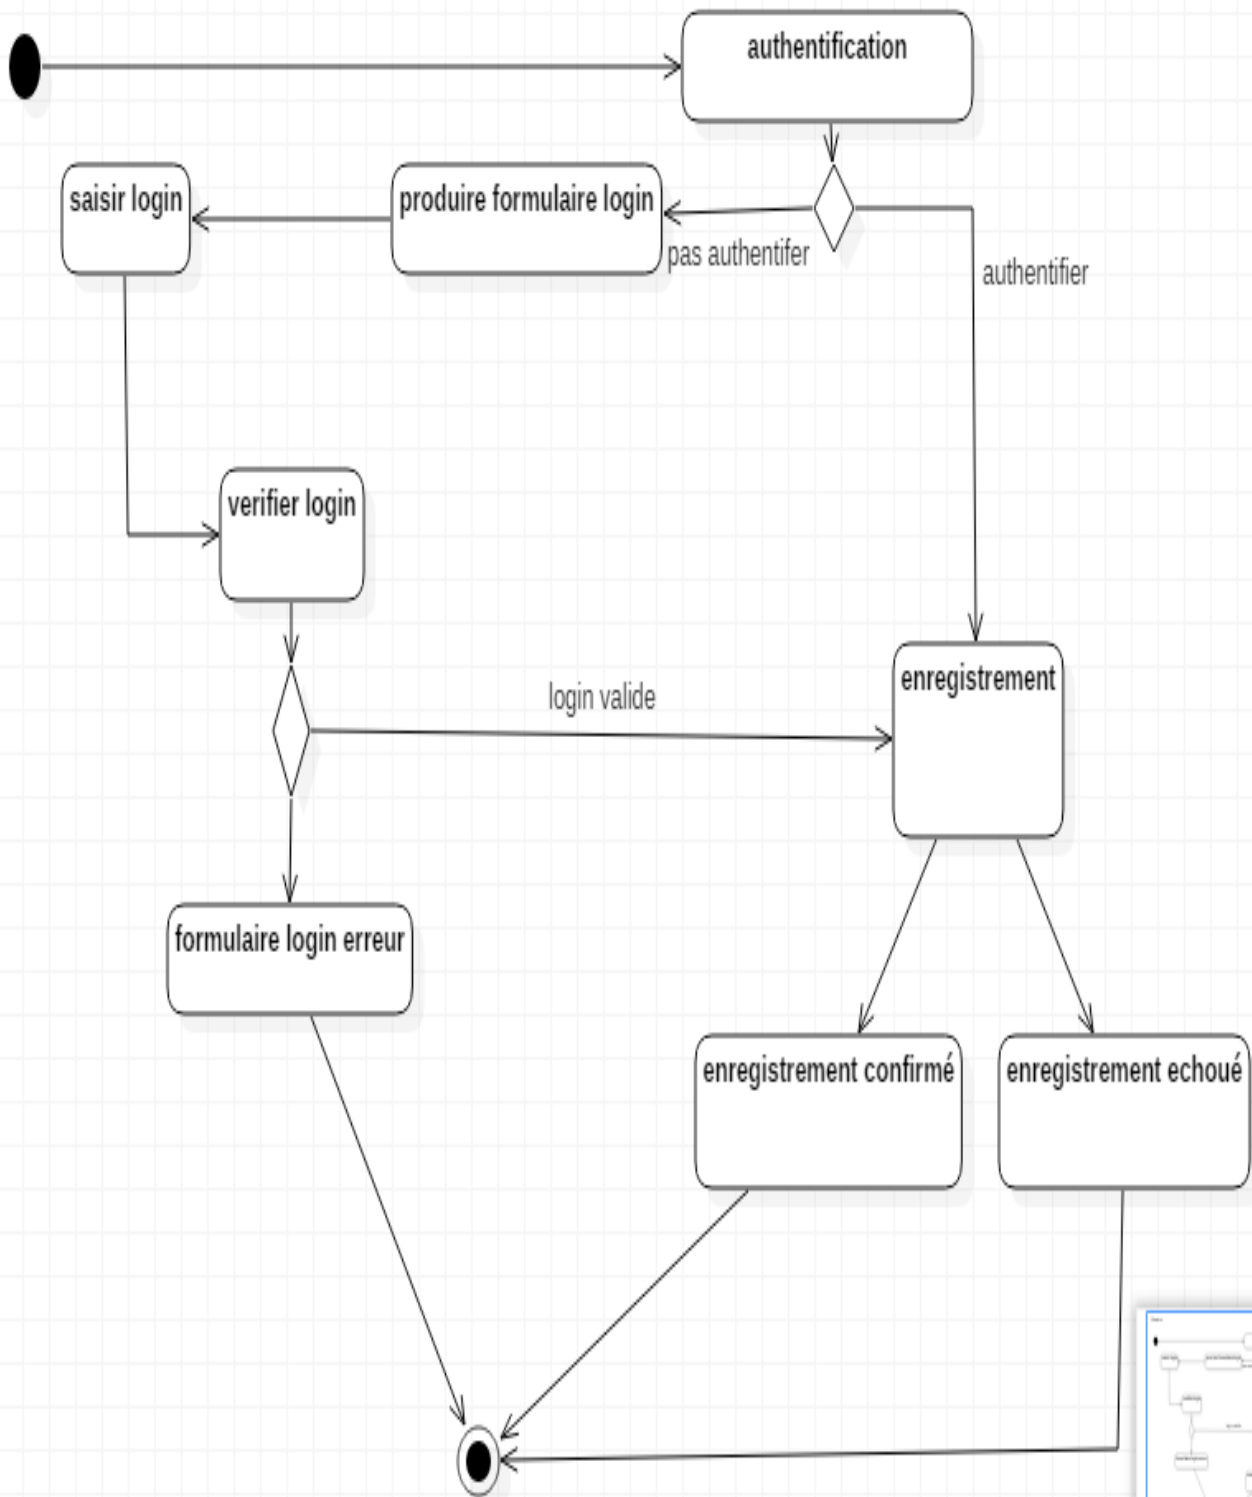 authentification
saisir login
produire formulaire login
pas authentifer
authentifier
verifier login
login valide
enregistrement
formulaire login erreur
enregistrement confirmé
enregistrement echoué